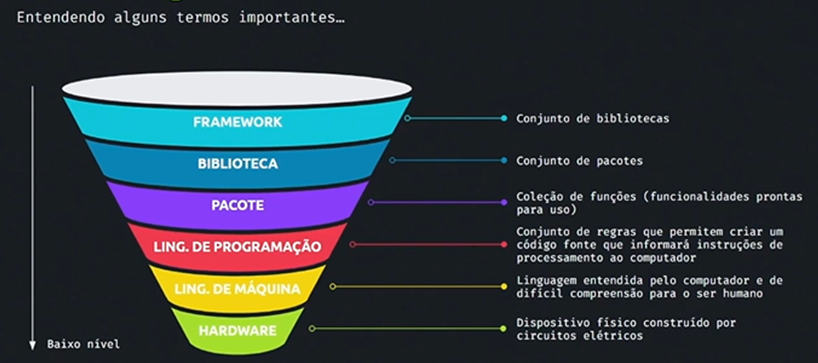 Entendendo alguns termos importantes…
FRAMEWORK
Conjunto de bibliotecas
BIBLIOTECA
Conjunto de pacotes
PACOTE
Coleção de funções (funcionalidades prontas
para uso)
LING. DE PROGRAMAÇÃO
Conjunto de regras que permitem criar um
código fonte que informará instruções de
processamento ao computador
LING. DE MÁQUINA
Linguagem entendida pelo computador e de
difícil compreensão para o ser humano
HARDWARE
Dispositivo físico construído por
circuitos elétricos
Baixo nível